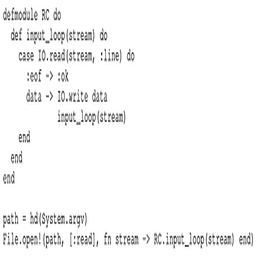 defmodule RC do
  def input_loop(stream) do
    case IO.read(stream, :line) do
      :eof -> :ok
      data -> IO.write data
              input_loop(stream)
    end
  end
end

path = hd(System.argv)
File.open!(path, [:read], fn stream -> RC.input_loop(stream) end)